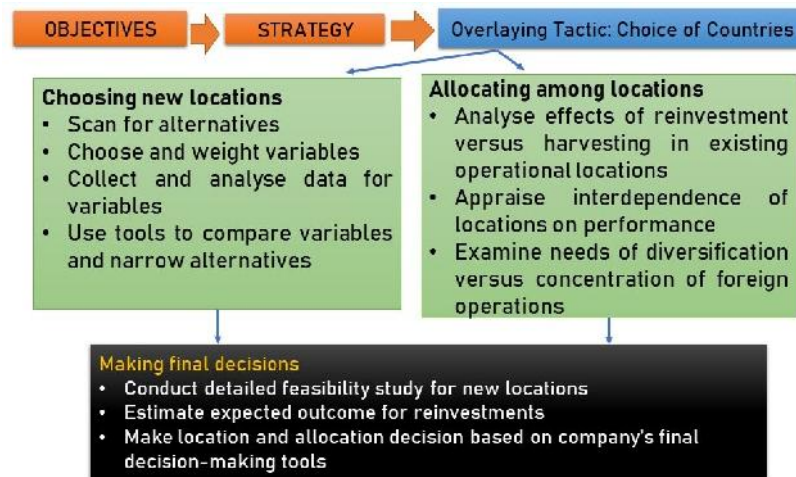 OBJECTIVES
STRATEGY
Overlaying Tactic: Choice of Countries
Choosing new locations
• Scan for alternatives
• Choose and weight variables
• Collect and analyse data for
variables
• Use tools to compare variables
and narrow alternatives
Allocating among locations
• Analyse effects of reinvestment
versus harvesting in existing
operational locations
• Appraise interdependence of
locations on performance
• Examine needs of diversification
versus concentration of foreign
operations
Making final decisions
• Conduct detailed feasibility study for new locations
• Estimate expected outcome for reinvestments
• Make location and allocation decision based on company's final
decision-making tools